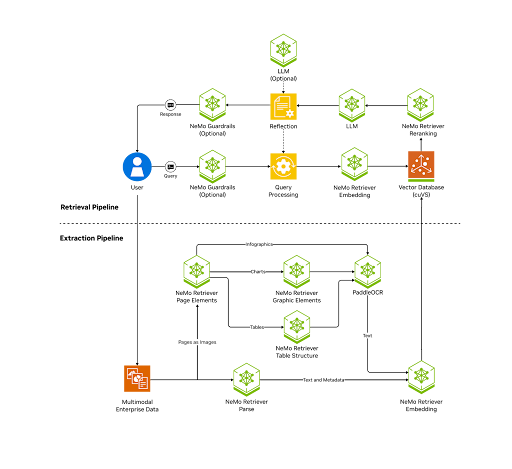 LLM
(Optional)
Response
NeMo Guardrails
(Optional)
Reflection
LLM
NeMo Retriever
Reranking
User
Query
NeMo Guardrails
(Optional)
Query
Processing
NeMo Retriever
Embedding
Vector Database
(cuVS)
Retrieval Pipeline
Extraction Pipeline
Infographics
Charts
NeMo Retriever
Page Elements
NeMo Retriever
Graphic Elements
PaddleOCR
Tables
NeMo Retriever
Table Structure
Text
Pages as images
Text and Metadata
Multimodal
Enterprise Data
NeMo Retriever
Parse
NeMo Retriever
Embedding